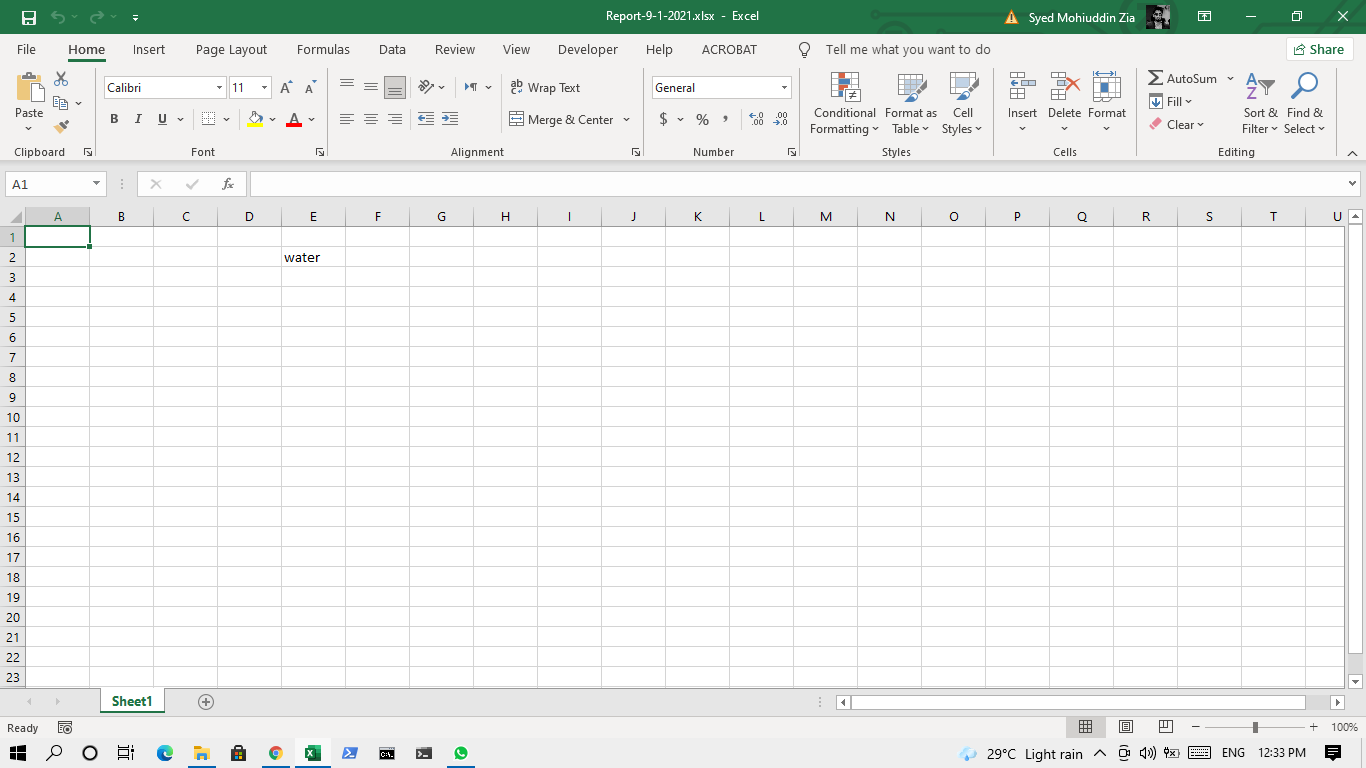 Report-9-1-2021.xlsx - Excel
Syed Mohiuddin Zia
File Home Insert Page Layout Formulas Data Review View Developer Help ACROBAT Tell me what you want to do Share
Paste
Calibri 11
B I U A
Wrap Text
Merge & Center
General
$ % ,
Conditional Formatting
Format as Table
Cell Styles
Insert Delete Format
AutoSum
Fill
Clear
Sort & Filter
Find & Select
Clipboard Font Alignment Number Styles Cells Editing
A1 fx
A B C D E F G H I J K L M N O P Q R S T U
1
2 water
3
4
5
6
7
8
9
10
11
12
13
14
15
16
17
18
19
20
21
22
23
Sheet1
Ready 100%
29°C Light rain ENG 12:33 PM